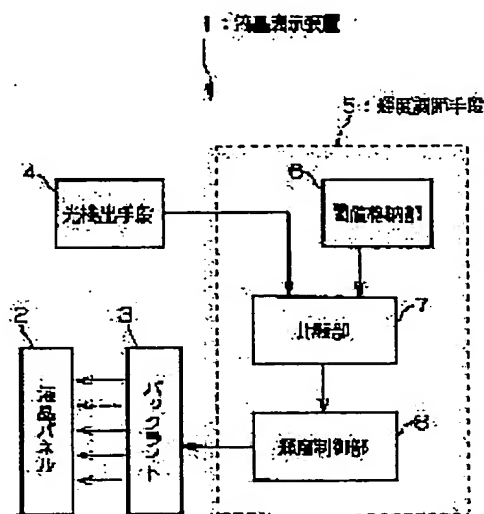 1：液晶表示装置
5：輝度調節手段
4
光検出手段
6
閾値格納部
7
比較部
2
液晶パネル
3
バックライト
8
輝度制御部